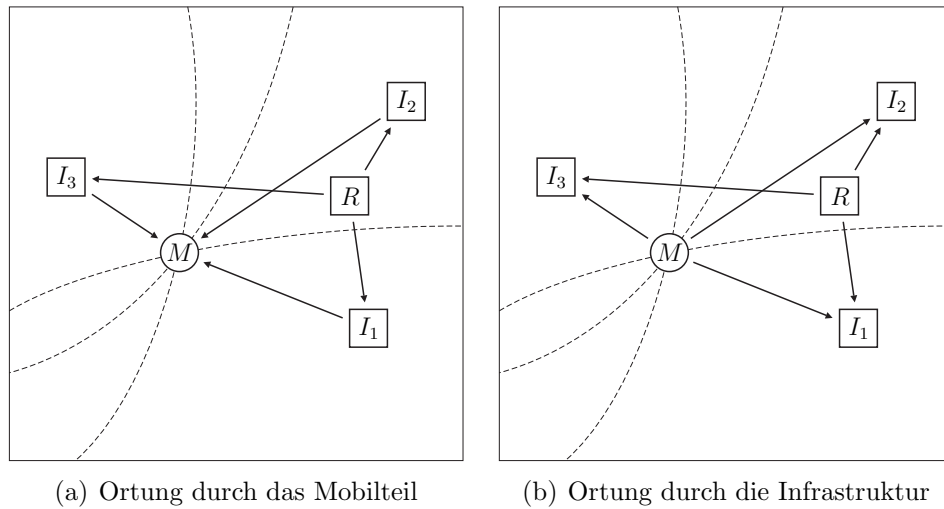 I₂ I₂
I₃ R I₃ R
M M
I₁ I₁
(a) Ortung durch das Mobilteil (b) Ortung durch die Infrastruktur